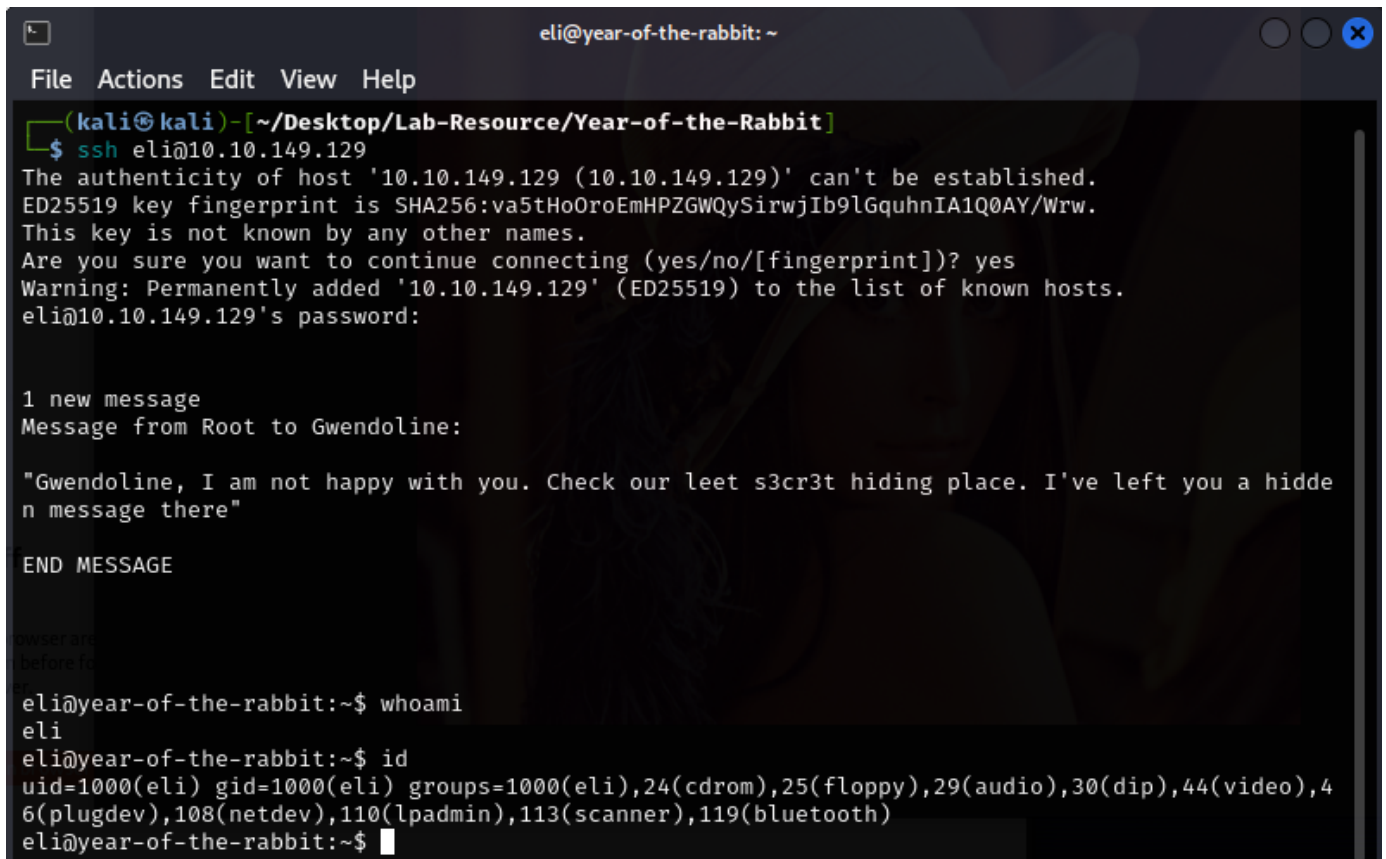 eli@year-of-the-rabbit: ~
File Actions Edit View Help
┌──(kali㉿kali)-[~/Desktop/Lab-Resource/Year-of-the-Rabbit]
└─$ ssh eli@10.10.149.129
The authenticity of host '10.10.149.129 (10.10.149.129)' can't be established.
ED25519 key fingerprint is SHA256:va5tHoOroEmHPZGWQySirwjIb9lGquhnIA1Q0AY/Wrw.
This key is not known by any other names.
Are you sure you want to continue connecting (yes/no/[fingerprint])? yes
Warning: Permanently added '10.10.149.129' (ED25519) to the list of known hosts.
eli@10.10.149.129's password:
1 new message
Message from Root to Gwendoline:
"Gwendoline, I am not happy with you. Check our leet s3cr3t hiding place. I've left you a hidde
n message there"
END MESSAGE
eli@year-of-the-rabbit:~$ whoami
eli
eli@year-of-the-rabbit:~$ id
uid=1000(eli) gid=1000(eli) groups=1000(eli),24(cdrom),25(floppy),29(audio),30(dip),44(video),4
6(plugdev),108(netdev),110(lpadmin),113(scanner),119(bluetooth)
eli@year-of-the-rabbit:~$